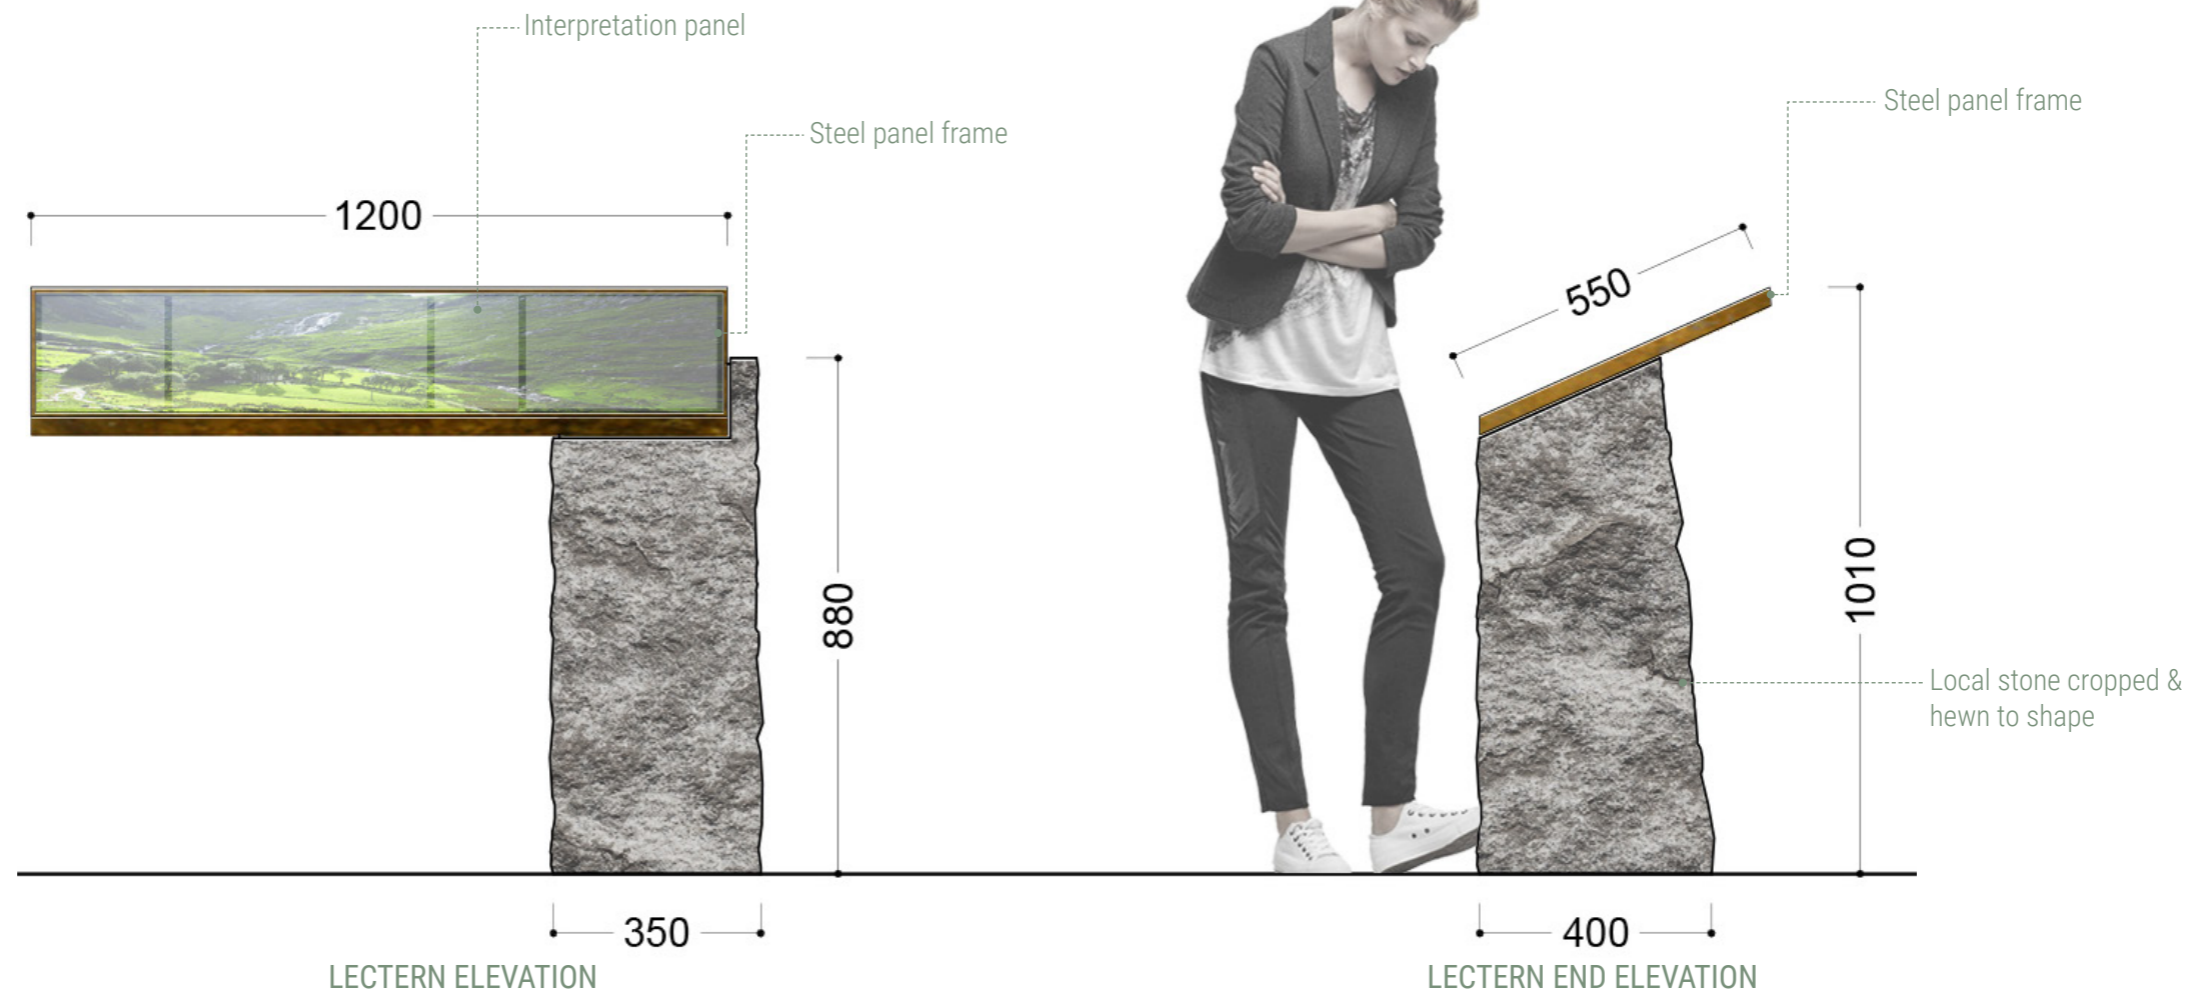 Interpretation panel
Steel panel frame
1200
880
350
LECTERN ELEVATION
Steel panel frame
550
1010
Local stone cropped &
hewn to shape
400
LECTERN END ELEVATION